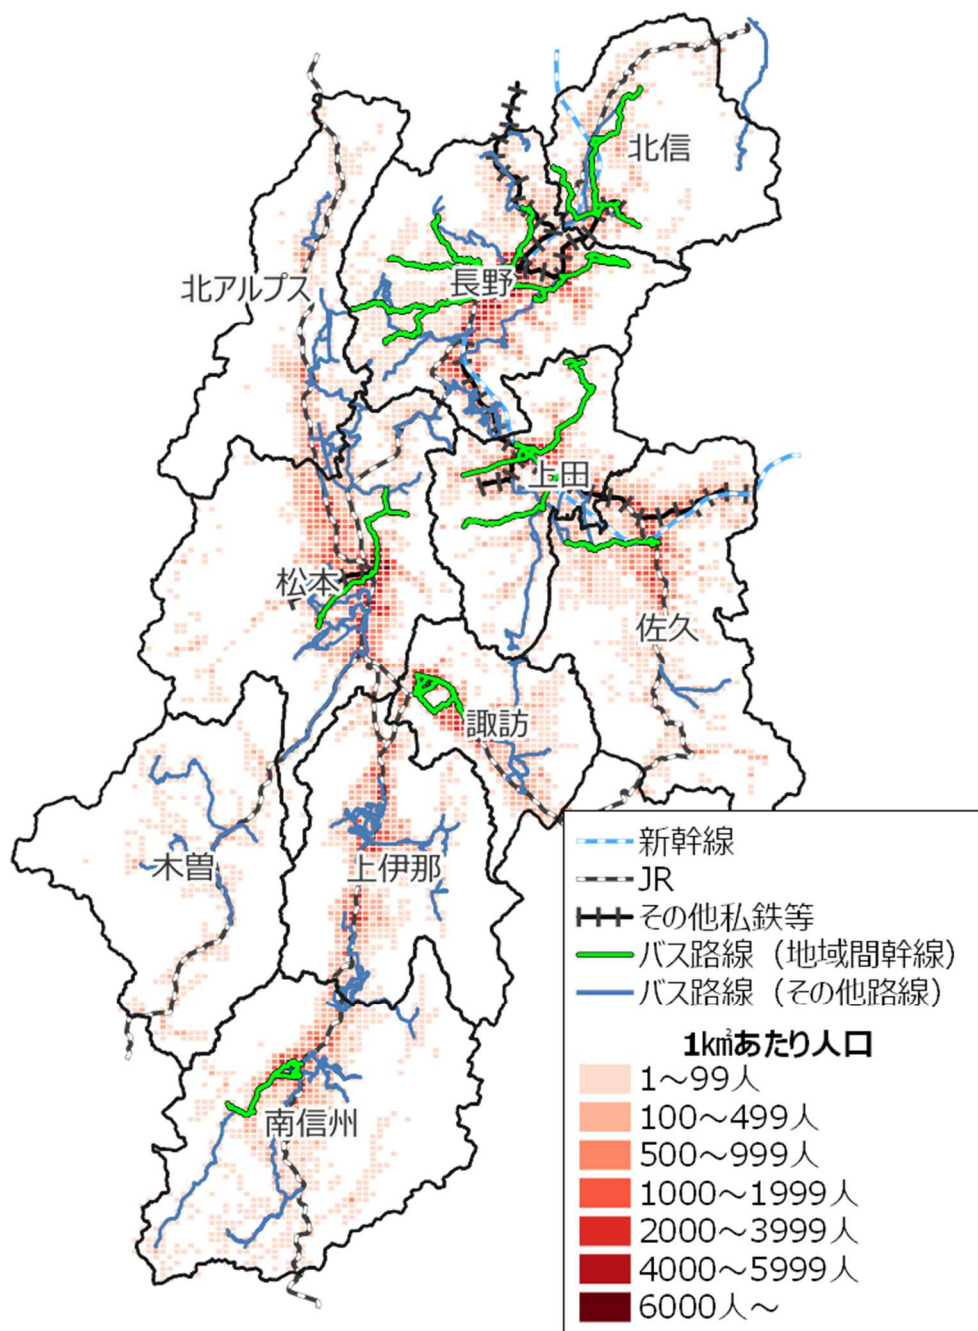 北信
長野
北アルプス
上田
松本
佐久
諏訪
木曽
上伊那
南信州
新幹線
JR
その他私鉄等
バス路線（地域間幹線）
バス路線（その他路線）
1k㎡あたり人口
1～99人
100～499人
500～999人
1000～1999人
2000～3999人
4000～5999人
6000人～